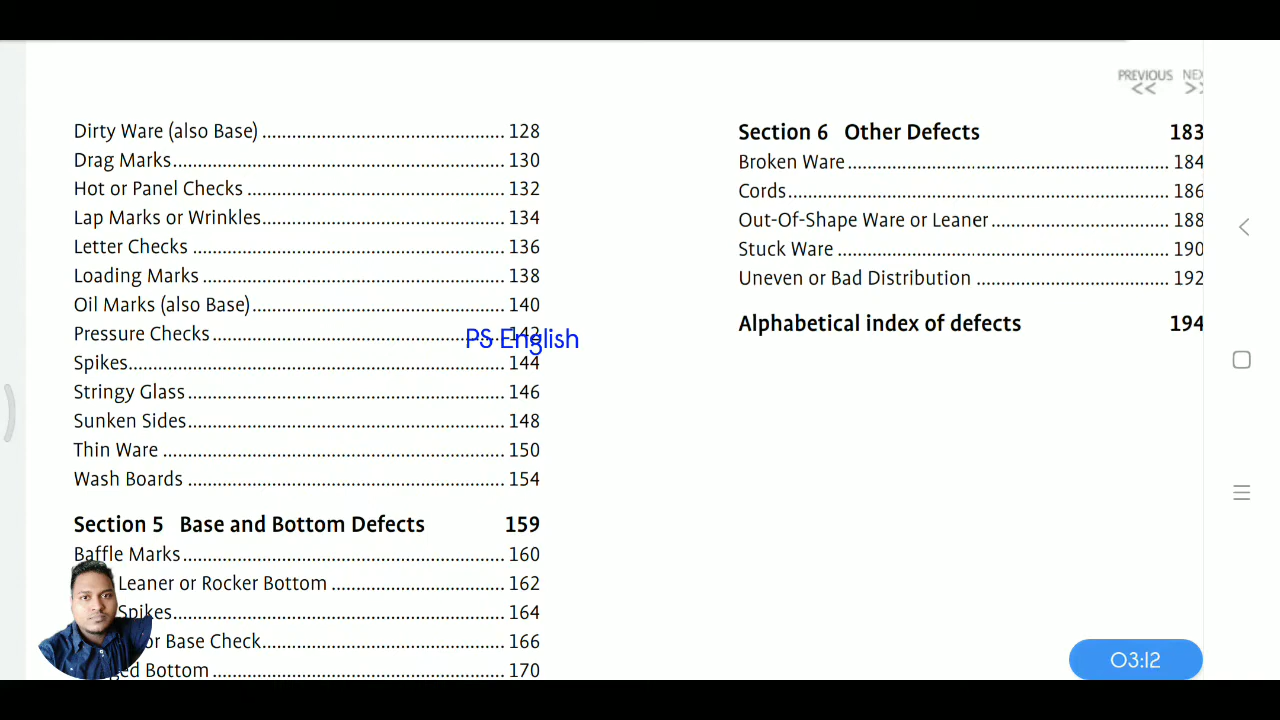 PREVIOUS
<<
Dirty Ware (also Base) 128
Drag Marks 130
Hot or Panel Checks 132
Lap Marks or Wrinkles 134
Letter Checks 136
Loading Marks 138
Oil Marks (also Base) 140
Pressure Checks
PS English
Spikes 144
Stringy Glass 146
Sunken Sides 148
Thin Ware 150
Wash Boards 154
Section 5 Base and Bottom Defects 159
Baffle Marks 160
Leaner or Rocker Bottom 162
Spikes 164
or Base Check 166
Bottom 170
Section 6 Other Defects 183
Broken Ware 184
Cords 186
Out-Of-Shape Ware or Leaner 188
Stuck Ware 190
Uneven or Bad Distribution 192
Alphabetical index of defects 194
03:12